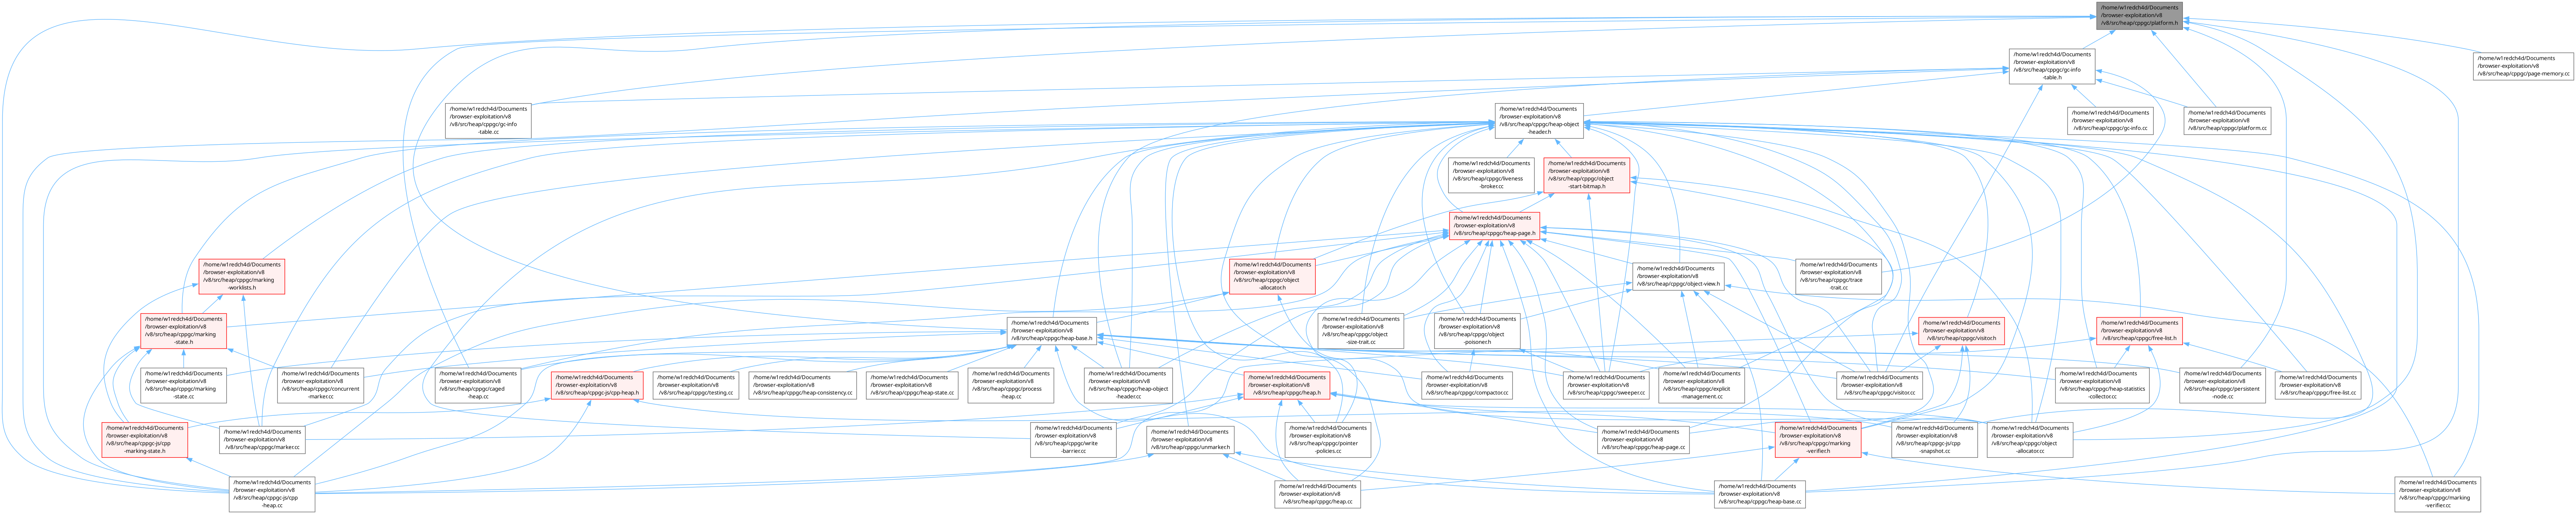 /home/w1redch4d/Documents
/browser-exploitation/v8
/v8/src/heap/cppgc/platform.h
/home/w1redch4d/Documents
/browser-exploitation/v8
/v8/src/heap/cppgc/gc-info
-table.h
/home/w1redch4d/Documents
/browser-exploitation/v8
/v8/src/heap/cppgc/page-memory.cc
/home/w1redch4d/Documents
/browser-exploitation/v8
/v8/src/heap/cppgc/gc-info
-table.cc
/home/w1redch4d/Documents
/browser-exploitation/v8
/v8/src/heap/cppgc/heap-object
-header.h
/home/w1redch4d/Documents
/browser-exploitation/v8
/v8/src/heap/cppgc/gc-info.cc
/home/w1redch4d/Documents
/browser-exploitation/v8
/v8/src/heap/cppgc/platform.cc
/home/w1redch4d/Documents
/browser-exploitation/v8
/v8/src/heap/cppgc/liveness
-broker.cc
/home/w1redch4d/Documents
/browser-exploitation/v8
/v8/src/heap/cppgc/object
-start-bitmap.h
/home/w1redch4d/Documents
/browser-exploitation/v8
/v8/src/heap/cppgc/heap-page.h
/home/w1redch4d/Documents
/browser-exploitation/v8
/v8/src/heap/cppgc/marking
-worklists.h
/home/w1redch4d/Documents
/browser-exploitation/v8
/v8/src/heap/cppgc/object
-allocator.h
/home/w1redch4d/Documents
/browser-exploitation/v8
/v8/src/heap/cppgc/object-view.h
/home/w1redch4d/Documents
/browser-exploitation/v8
/v8/src/heap/cppgc/trace
-trait.cc
/home/w1redch4d/Documents
/browser-exploitation/v8
/v8/src/heap/cppgc/marking
-state.h
/home/w1redch4d/Documents
/browser-exploitation/v8
/v8/src/heap/cppgc/heap-base.h
/home/w1redch4d/Documents
/browser-exploitation/v8
/v8/src/heap/cppgc/object
-size-trait.cc
/home/w1redch4d/Documents
/browser-exploitation/v8
/v8/src/heap/cppgc/object
-poisoner.h
/home/w1redch4d/Documents
/browser-exploitation/v8
/v8/src/heap/cppgc/visitor.h
/home/w1redch4d/Documents
/browser-exploitation/v8
/v8/src/heap/cppgc/free-list.h
/home/w1redch4d/Documents
/browser-exploitation/v8
/v8/src/heap/cppgc/marking
-state.cc
/home/w1redch4d/Documents
/browser-exploitation/v8
/v8/src/heap/cppgc/concurrent
-marker.cc
/home/w1redch4d/Documents
/browser-exploitation/v8
/v8/src/heap/cppgc/caged
-heap.cc
/home/w1redch4d/Documents
/browser-exploitation/v8
/v8/src/heap/cppgc-js/cpp-heap.h
/home/w1redch4d/Documents
/browser-exploitation/v8
/v8/src/heap/cppgc/testing.cc
/home/w1redch4d/Documents
/browser-exploitation/v8
/v8/src/heap/cppgc/heap-consistency.cc
/home/w1redch4d/Documents
/browser-exploitation/v8
/v8/src/heap/cppgc/heap-state.cc
/home/w1redch4d/Documents
/browser-exploitation/v8
/v8/src/heap/cppgc/process
-heap.cc
/home/w1redch4d/Documents
/browser-exploitation/v8
/v8/src/heap/cppgc/heap-object
-header.cc
/home/w1redch4d/Documents
/browser-exploitation/v8
/v8/src/heap/cppgc/heap.h
/home/w1redch4d/Documents
/browser-exploitation/v8
/v8/src/heap/cppgc/compactor.cc
/home/w1redch4d/Documents
/browser-exploitation/v8
/v8/src/heap/cppgc/sweeper.cc
/home/w1redch4d/Documents
/browser-exploitation/v8
/v8/src/heap/cppgc/explicit
-management.cc
/home/w1redch4d/Documents
/browser-exploitation/v8
/v8/src/heap/cppgc/visitor.cc
/home/w1redch4d/Documents
/browser-exploitation/v8
/v8/src/heap/cppgc/heap-statistics
-collector.cc
/home/w1redch4d/Documents
/browser-exploitation/v8
/v8/src/heap/cppgc/persistent
-node.cc
/home/w1redch4d/Documents
/browser-exploitation/v8
/v8/src/heap/cppgc/free-list.cc
/home/w1redch4d/Documents
/browser-exploitation/v8
/v8/src/heap/cppgc-js/cpp
-marking-state.h
/home/w1redch4d/Documents
/browser-exploitation/v8
/v8/src/heap/cppgc/marker.cc
/home/w1redch4d/Documents
/browser-exploitation/v8
/v8/src/heap/cppgc/write
-barrier.cc
/home/w1redch4d/Documents
/browser-exploitation/v8
/v8/src/heap/cppgc/unmarker.h
/home/w1redch4d/Documents
/browser-exploitation/v8
/v8/src/heap/cppgc/pointer
-policies.cc
/home/w1redch4d/Documents
/browser-exploitation/v8
/v8/src/heap/cppgc/heap-page.cc
/home/w1redch4d/Documents
/browser-exploitation/v8
/v8/src/heap/cppgc/marking
-verifier.h
/home/w1redch4d/Documents
/browser-exploitation/v8
/v8/src/heap/cppgc-js/cpp
-snapshot.cc
/home/w1redch4d/Documents
/browser-exploitation/v8
/v8/src/heap/cppgc/object
-allocator.cc
/home/w1redch4d/Documents
/browser-exploitation/v8
/v8/src/heap/cppgc-js/cpp
-heap.cc
/home/w1redch4d/Documents
/browser-exploitation/v8
/v8/src/heap/cppgc/heap.cc
/home/w1redch4d/Documents
/browser-exploitation/v8
/v8/src/heap/cppgc/heap-base.cc
/home/w1redch4d/Documents
/browser-exploitation/v8
/v8/src/heap/cppgc/marking
-verifier.cc